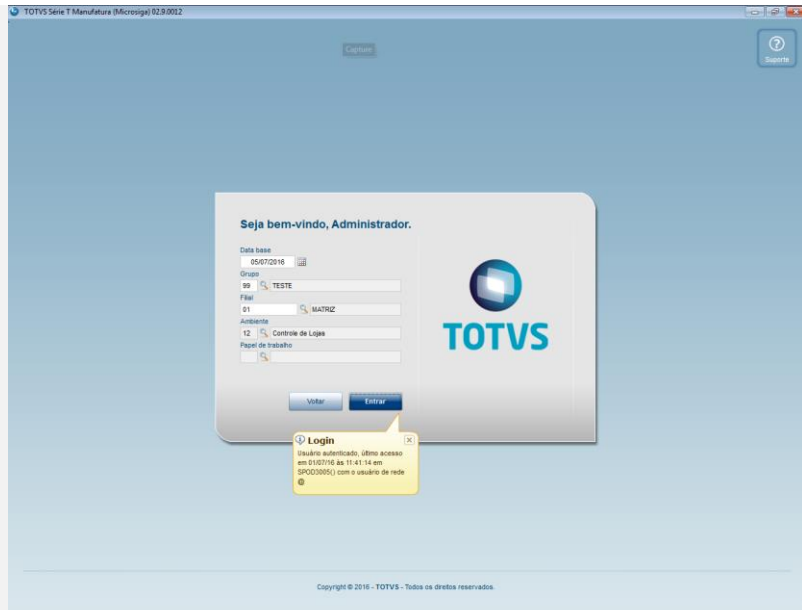 TOTVS Série T Manufatura (Microsiga) 02.9.0012
Capture
Suporte
Seja bem-vindo, Administrador.
Data base
05/07/2016
Grupo
99 TESTE
Filial
01 MATRIZ
Ambiente
12 Controle de Lojas
Papel de trabalho
TOTVS
Voltar Entrar
Login
Usuário autenticado, último acesso
em 01/07/16 às 11:41:14 em
SPOD3005() com o usuário de rede
@
Copyright © 2016 - TOTVS - Todos os direitos reservados.